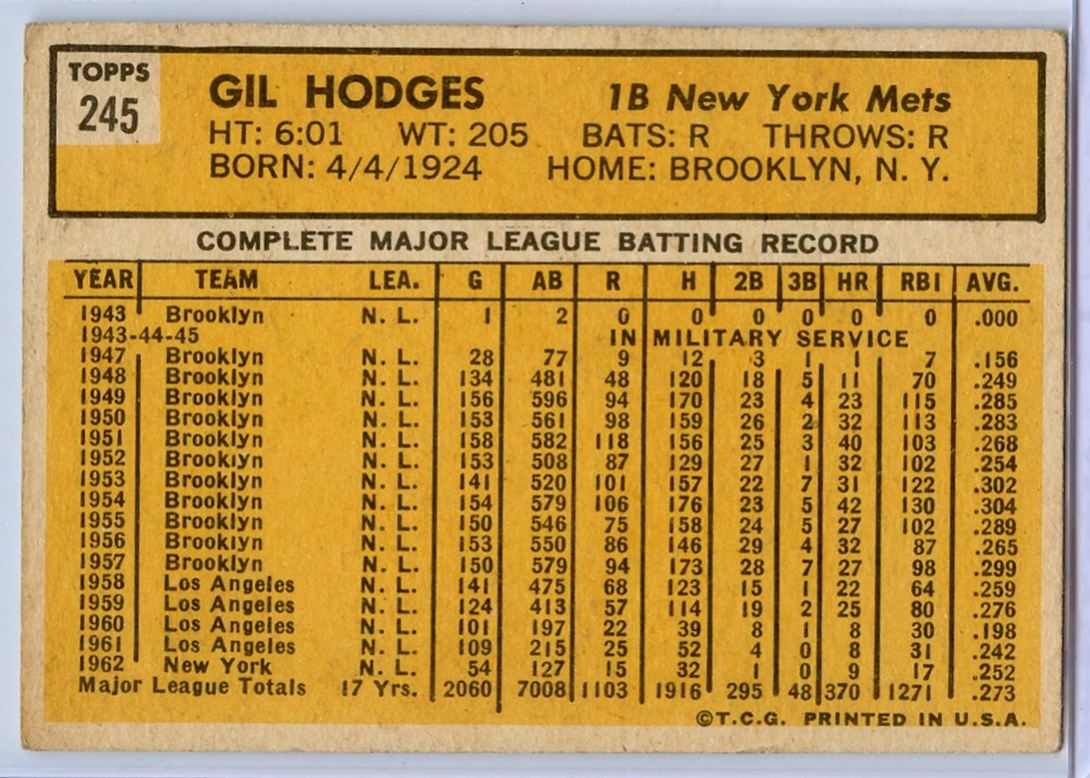 TOPPS
245
GIL HODGES 1B New York Mets
HT: 6:01 WT: 205 BATS: R THROWS: R
BORN: 4/4/1924 HOME: BROOKLYN, N. Y.
COMPLETE MAJOR LEAGUE BATTING RECORD
YEAR TEAM LEA. G AB R H 2B 3B HR RBI AVG.
1943 Brooklyn N. L. 1 2 0 0 0 0 0 0 .000
1943-44-45 IN MILITARY SERVICE
1947 Brooklyn N. L. 28 77 9 12 3 1 1 7 .156
1948 Brooklyn N. L. 134 481 48 120 18 5 11 70 .249
1949 Brooklyn N. L. 156 596 94 170 23 4 23 115 .285
1950 Brooklyn N. L. 153 561 98 159 26 2 32 113 .283
1951 Brooklyn N. L. 158 582 118 156 25 3 40 103 .268
1952 Brooklyn N. L. 153 508 87 129 27 1 32 102 .254
1953 Brooklyn N. L. 141 520 101 157 22 7 31 122 .302
1954 Brooklyn N. L. 154 579 106 176 23 5 42 130 .304
1955 Brooklyn N. L. 150 546 75 158 24 5 27 102 .289
1956 Brooklyn N. L. 153 550 86 146 29 4 32 87 .265
1957 Brooklyn N. L. 150 579 94 173 28 7 27 98 .299
1958 Los Angeles N. L. 141 475 68 123 15 1 22 64 .259
1959 Los Angeles N. L. 124 413 57 114 19 2 25 80 .276
1960 Los Angeles N. L. 101 197 22 39 8 1 8 30 .198
1961 Los Angeles N. L. 109 215 25 52 4 0 8 31 .242
1962 New York N. L. 54 127 15 32 1 0 9 17 .252
Major League Totals 17 Yrs. 2060 7008 1103 1916 295 48 370 1271 .273
©T.C.G. PRINTED IN U.S.A.